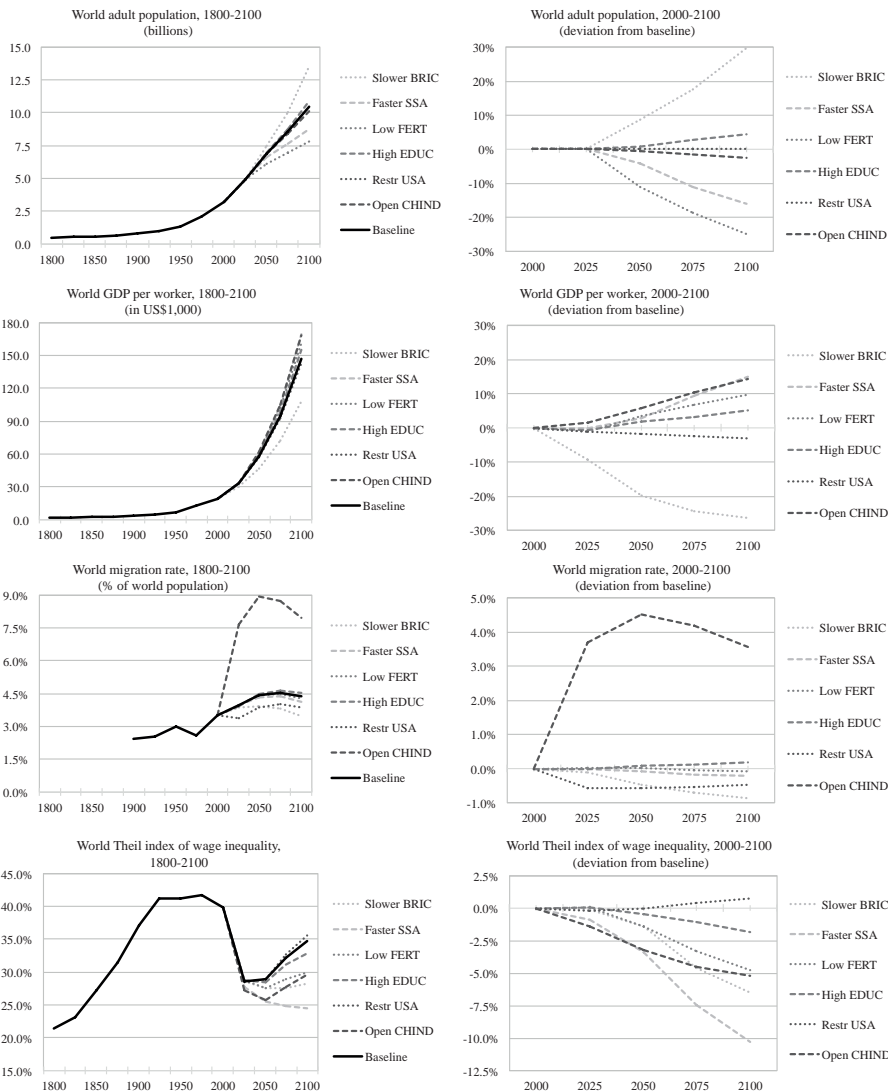 World adult population, 1800-2100
(billions)
15.0
12.5
10.0
7.5
5.0
2.5
0.0
1800 1850 1900 1950 2000 2050 2100
Slower BRIC
Faster SSA
Low FERT
High EDUC
Restr USA
Open CHIND
Baseline
World adult population, 2000-2100
(deviation from baseline)
30%
20%
10%
0%
-10%
-20%
-30%
2000 2025 2050 2075 2100
Slower BRIC
Faster SSA
Low FERT
High EDUC
Restr USA
Open CHIND
World GDP per worker, 1800-2100
(in US$1,000)
180.0
150.0
120.0
90.0
60.0
30.0
0.0
1800 1850 1900 1950 2000 2050 2100
Slower BRIC
Faster SSA
Low FERT
High EDUC
Restr USA
Open CHIND
Baseline
World GDP per worker, 2000-2100
(deviation from baseline)
30%
20%
10%
0%
-10%
-20%
-30%
2000 2025 2050 2075 2100
Slower BRIC
Faster SSA
Low FERT
High EDUC
Restr USA
Open CHIND
World migration rate, 1800-2100
(% of world population)
9.0%
7.5%
6.0%
4.5%
3.0%
1.5%
0.0%
1800 1850 1900 1950 2000 2050 2100
Slower BRIC
Faster SSA
Low FERT
High EDUC
Restr USA
Open CHIND
Baseline
World migration rate, 2000-2100
(deviation from baseline)
5.0%
4.0%
3.0%
2.0%
1.0%
0.0%
-1.0%
2000 2025 2050 2075 2100
Slower BRIC
Faster SSA
Low FERT
High EDUC
Restr USA
Open CHIND
World Theil index of wage inequality,
1800-2100
45.0%
40.0%
35.0%
30.0%
25.0%
20.0%
15.0%
1800 1850 1900 1950 2000 2050 2100
Slower BRIC
Faster SSA
Low FERT
High EDUC
Restr USA
Open CHIND
Baseline
World Theil index of wage inequality, 2000-2100
(deviation from baseline)
2.5%
0.0%
-2.5%
-5.0%
-7.5%
-10.0%
-12.5%
2000 2025 2050 2075 2100
Slower BRIC
Faster SSA
Low FERT
High EDUC
Restr USA
Open CHIND